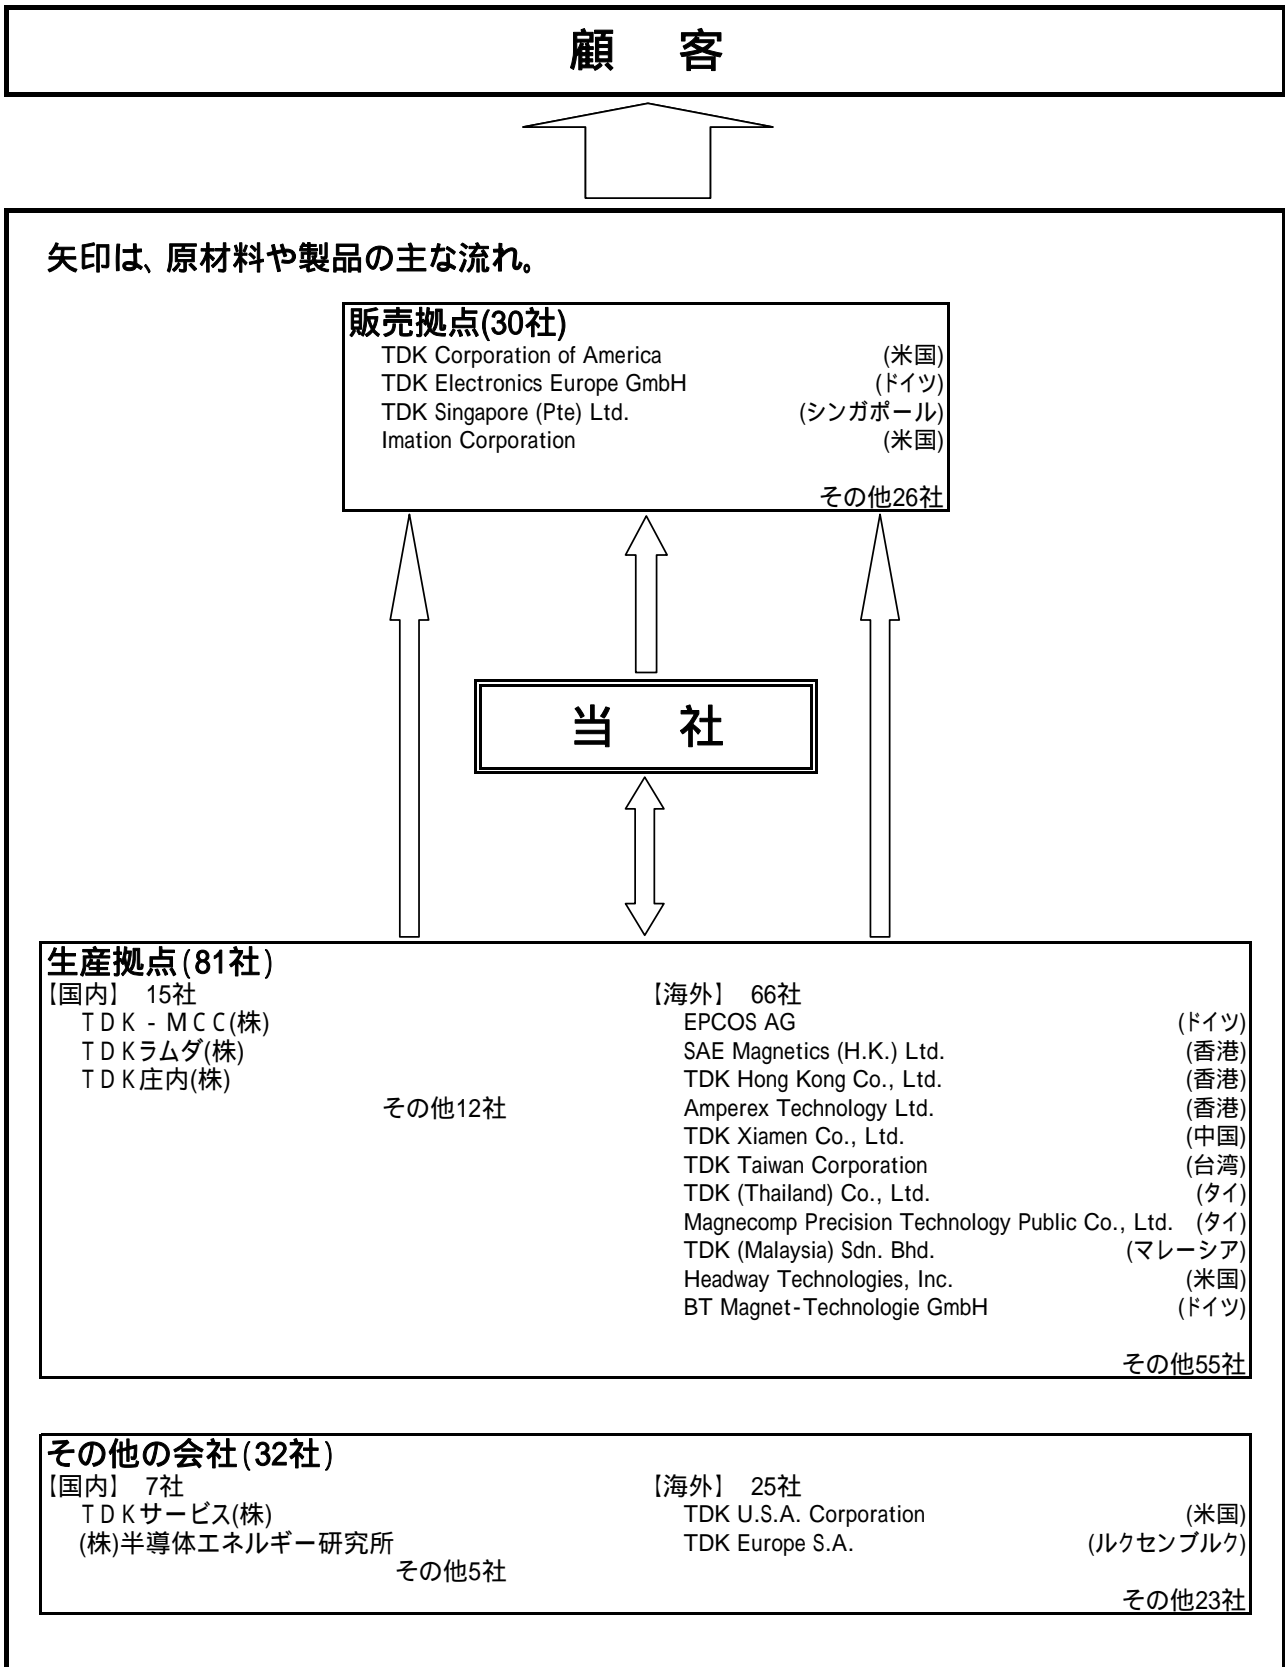 顧　客
矢印は、原材料や製品の主な流れ。
販売拠点(30社)
TDK Corporation of America (米国)
TDK Electronics Europe GmbH (ドイツ)
TDK Singapore (Pte) Ltd. (シンガポール)
Imation Corporation (米国)
その他26社
当　社
生産拠点(81社)
【国内】 15社
TDK-MCC(株)
TDKラムダ(株)
TDK庄内(株)
その他12社
【海外】 66社
EPCOS AG (ドイツ)
SAE Magnetics (H.K.) Ltd. (香港)
TDK Hong Kong Co., Ltd. (香港)
Amperex Technology Ltd. (香港)
TDK Xiamen Co., Ltd. (中国)
TDK Taiwan Corporation (台湾)
TDK (Thailand) Co., Ltd. (タイ)
Magnecomp Precision Technology Public Co., Ltd. (タイ)
TDK (Malaysia) Sdn. Bhd. (マレーシア)
Headway Technologies, Inc. (米国)
BT Magnet-Technologie GmbH (ドイツ)
その他55社
その他の会社(32社)
【国内】 7社
TDKサービス(株)
(株)半導体エネルギー研究所
その他5社
【海外】 25社
TDK U.S.A. Corporation (米国)
TDK Europe S.A. (ルクセンブルク)
その他23社